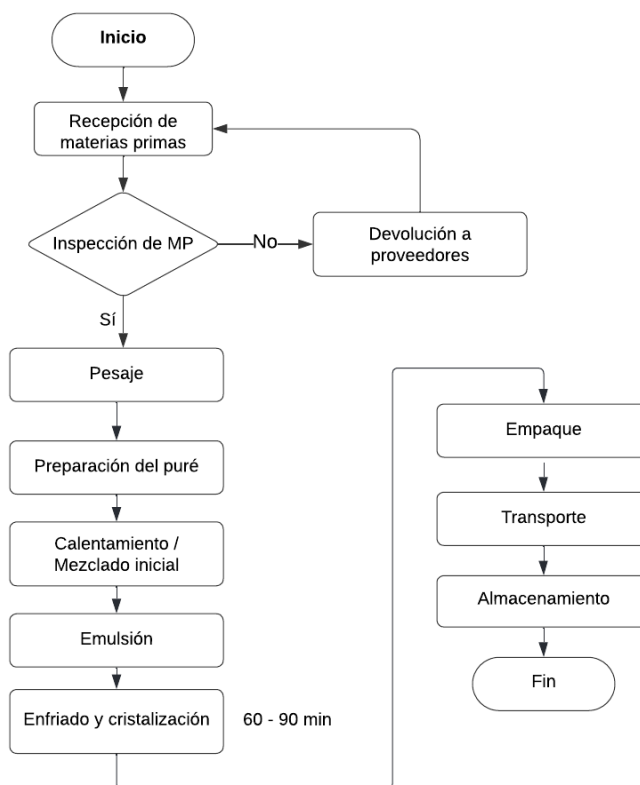 Inicio
Recepción de
materias primas
Inspección de MP
No
Devolución a
proveedores
Sí
Pesaje
Preparación del puré
Calentamiento /
Mezclado inicial
Emulsión
Enfriado y cristalización
60 - 90 min
Empaque
Transporte
Almacenamiento
Fin